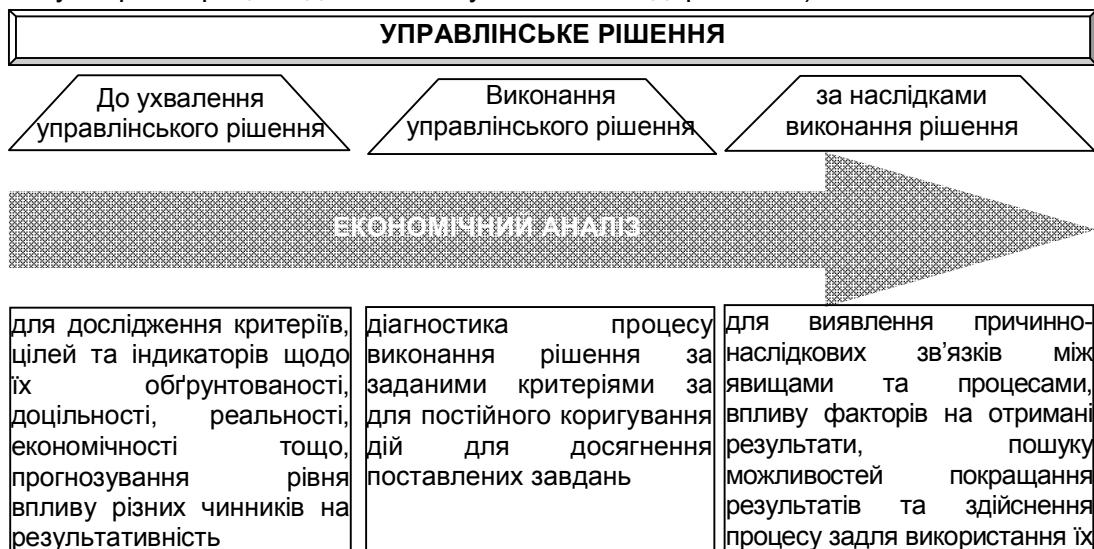 УПРАВЛІНСЬКЕ РІШЕННЯ
До ухвалення
управлінського рішення
Виконання
управлінського рішення
за наслідками
виконання рішення
ЕКОНОМІЧНИЙ АНАЛІЗ
для дослідження критеріїв,
цілей та індикаторів щодо
їх обґрунтованості,
доцільності, реальності,
економічності тощо,
прогнозування рівня
впливу різних чинників на
результативність
діагностика процесу
виконання рішення за
заданими критеріями за
для постійного коригування
дій для досягнення
поставлених завдань
для виявлення причинно-
наслідкових зв’язків між
явищами та процесами,
впливу факторів на отримані
результати, пошуку
можливостей покращання
результатів та здійснення
процесу задля використання їх